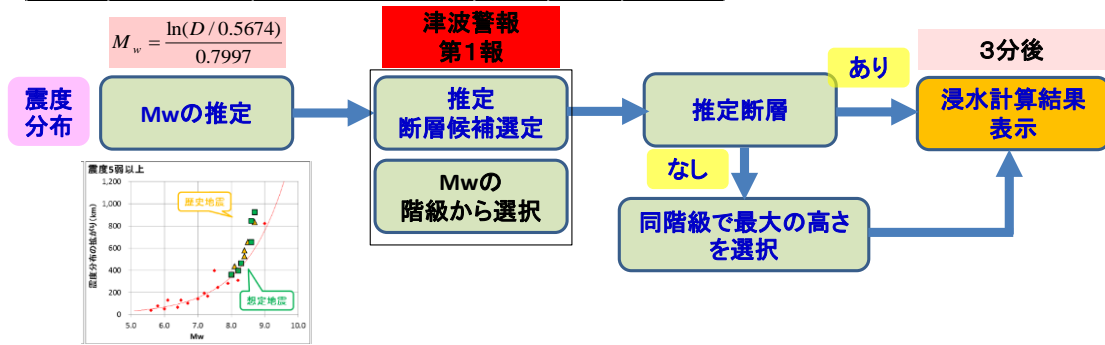 M_w = ln(D / 0.5674) / 0.7997
津波警報
第1報
3分後
震度
分布
Mwの推定
推定
断層候補選定
Mwの
階級から選択
推定断層
あり
なし
浸水計算結果
表示
同階級で最大の高さ
を選択
震度5弱以上
震度分布の拡がり(km)
1,200
1,000
800
600
400
200
0
5.0 6.0 7.0 8.0 9.0 10.0
Mw
歴史地震
想定地震